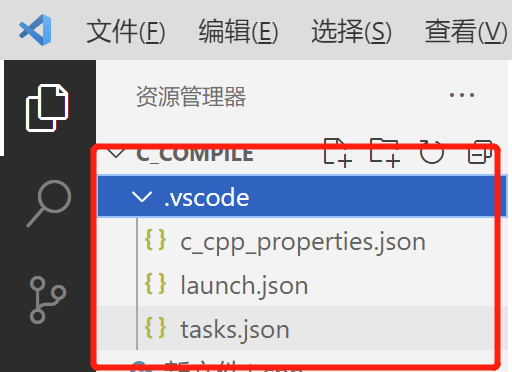 文件(F) 编辑(E) 选择(S) 查看(V)
资源管理器 ...
C_COMPILE
.vscode
{} c_cpp_properties.json
{} launch.json
{} tasks.json